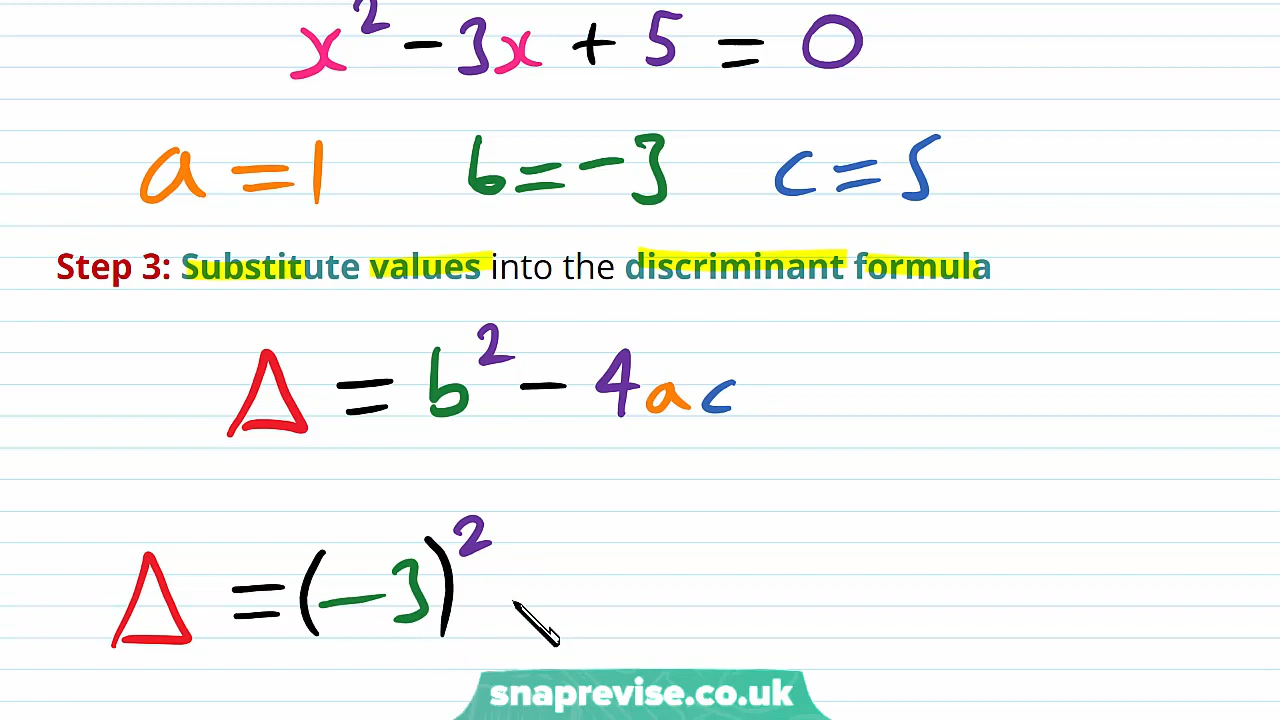 x² - 3x + 5 = 0
a = 1 b = -3 c = 5
Step 3: Substitute values into the discriminant formula
Δ = b² - 4ac
Δ = (-3)²
snaprevise.co.uk